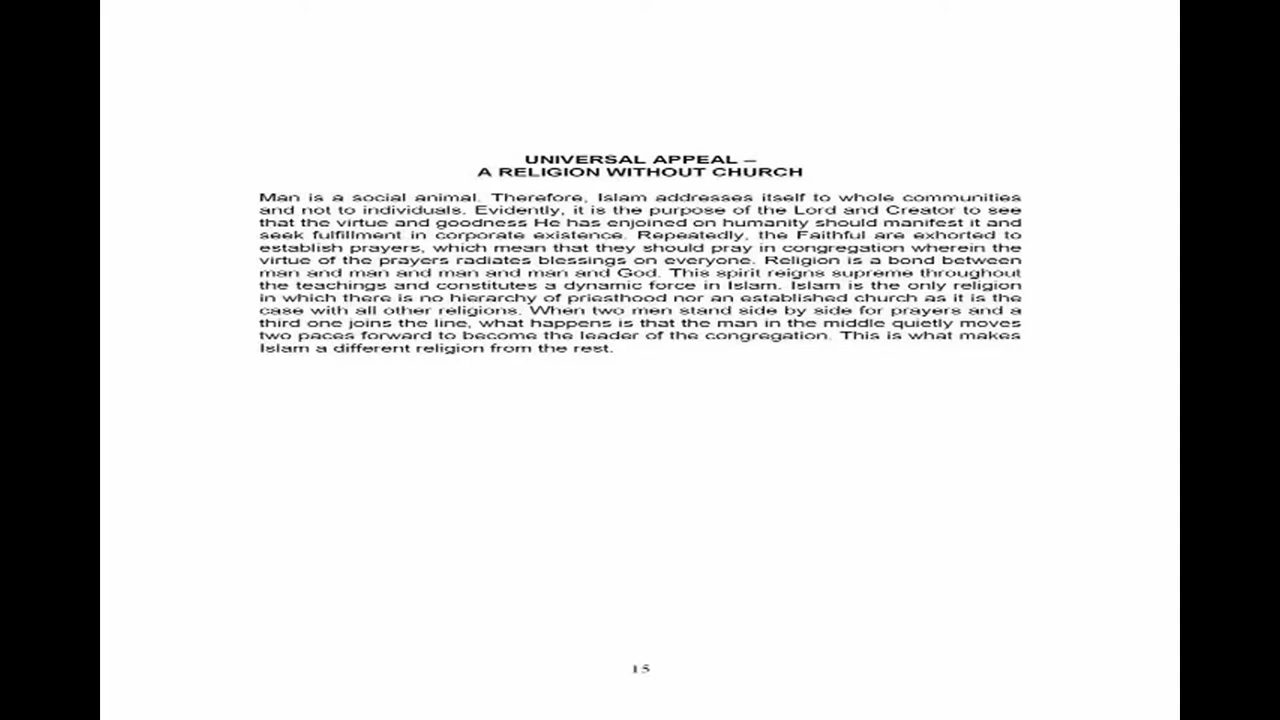 UNIVERSAL APPEAL –
A RELIGION WITHOUT CHURCH
Man is a social animal. Therefore, Islam addresses itself to whole communities
and not to individuals. Evidently, it is the purpose of the Lord and Creator to see
that the virtue and goodness He has enjoined on humanity should manifest it and
seek fulfillment in corporate existence. Repeatedly, the Faithful are exhorted to
establish prayers, which mean that they should pray in congregation wherein the
virtue of the prayers radiates blessings on everyone. Religion is a bond between
man and man and man and man and God. This spirit reigns supreme throughout
the teachings and constitutes a dynamic force in Islam. Islam is the only religion
in which there is no hierarchy of priesthood nor an established church as it is the
case with all other religions. When two men stand side by side for prayers and a
third one joins the line, what happens is that the man in the middle quietly moves
two paces forward to become the leader of the congregation. This is what makes
Islam a different religion from the rest.
15